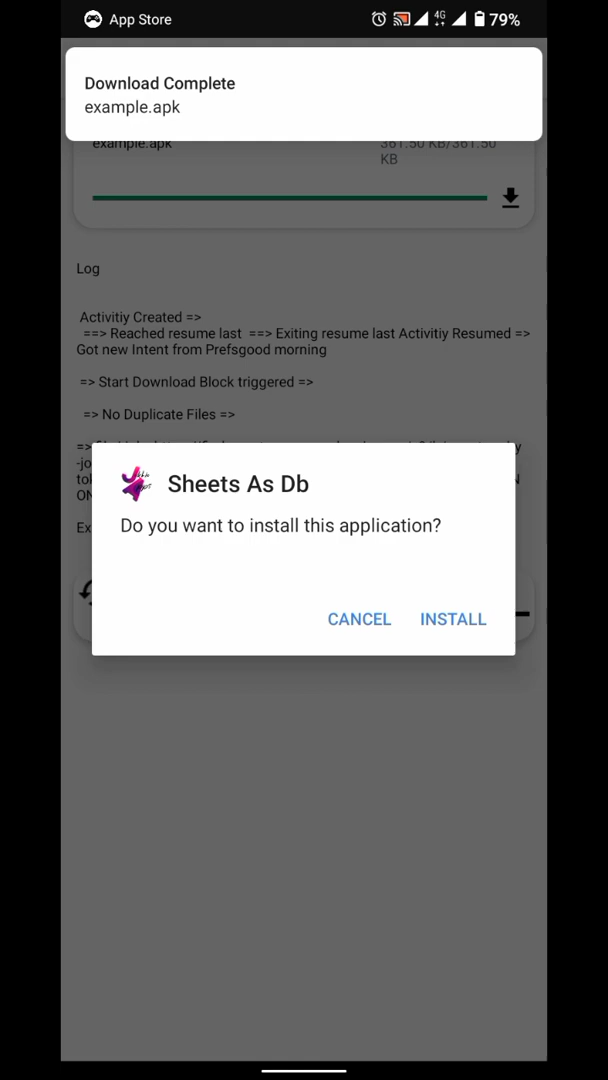 App Store
4G
79%
Download Complete
example.apk
example.apk
361.50 KB/361.50
KB
Log
Activitiy Created =>
==> Reached resume last ==> Exiting resume last Activitiy Resumed =>
Got new Intent from Prefsgood morning
=> Start Download Block triggered =>
=> No Duplicate Files =>
Sheets As Db
Do you want to install this application?
CANCEL
INSTALL